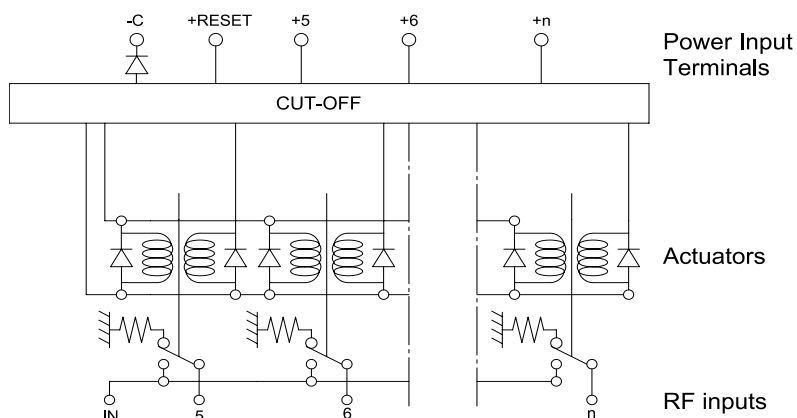 -C +RESET +5 +6 +n
Power Input
Terminals
CUT-OFF
Actuators
IN 5 6 n
RF inputs